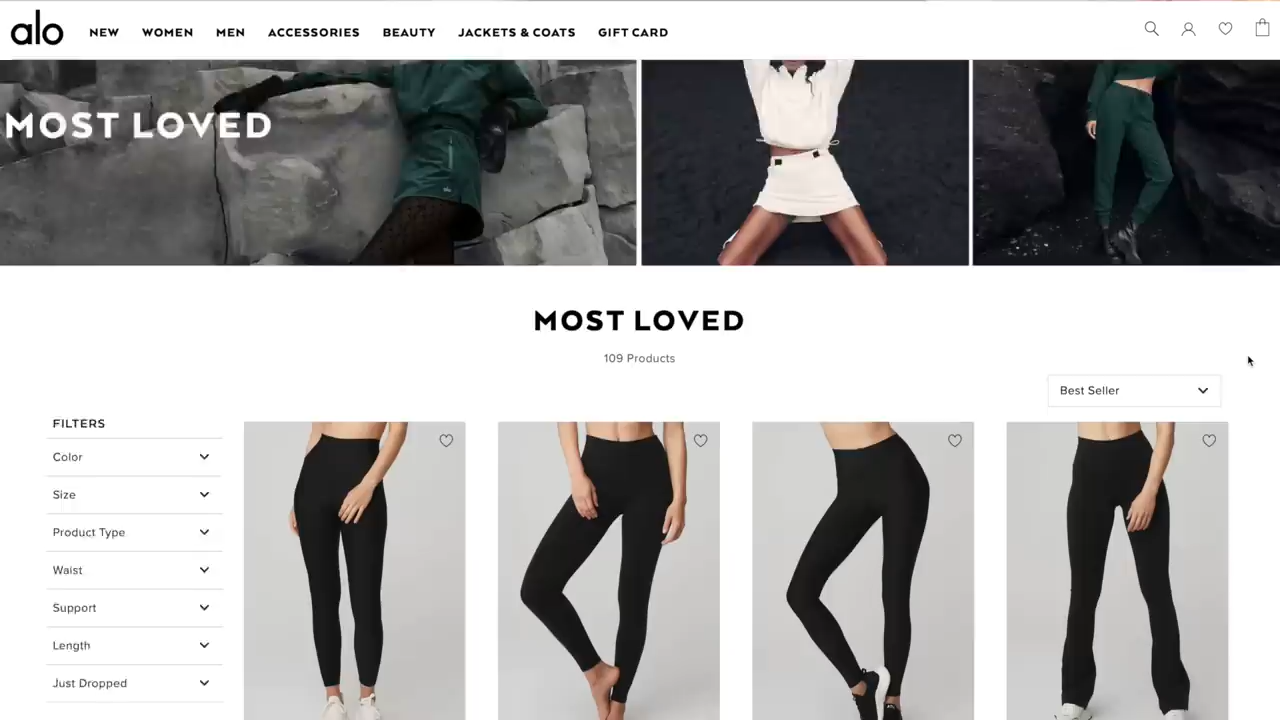 alo NEW WOMEN MEN ACCESSORIES BEAUTY JACKETS & COATS GIFT CARD
MOST LOVED
MOST LOVED
109 Products
Best Seller
FILTERS
Color
Size
Product Type
Waist
Support
Length
Just Dropped